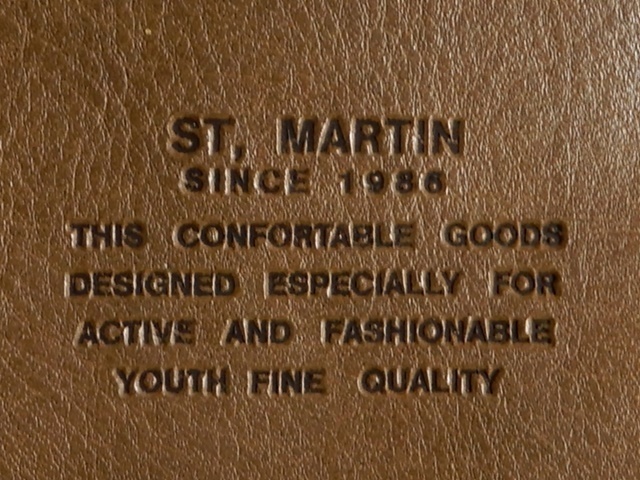 ST, MARTIN
SINCE 1986
THIS CONFORTABLE GOODS
DESIGNED ESPECIALLY FOR
ACTIVE AND FASHIONABLE
YOUTH FINE QUALITY